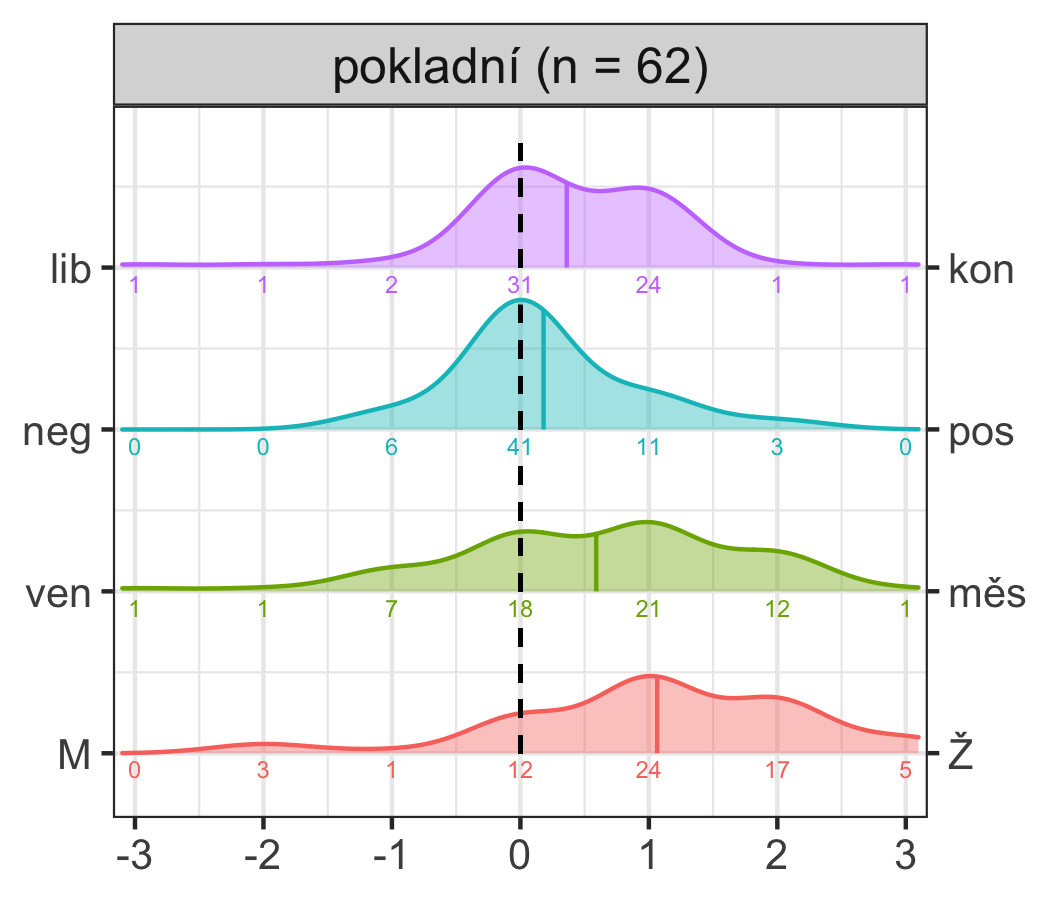 pokladní (n = 62)
lib kon
1 1 2 31 24 1 1
neg pos
0 0 6 41 11 3 0
ven měs
1 1 7 18 21 12 1
M Ž
0 3 1 12 24 17 5
-3 -2 -1 0 1 2 3